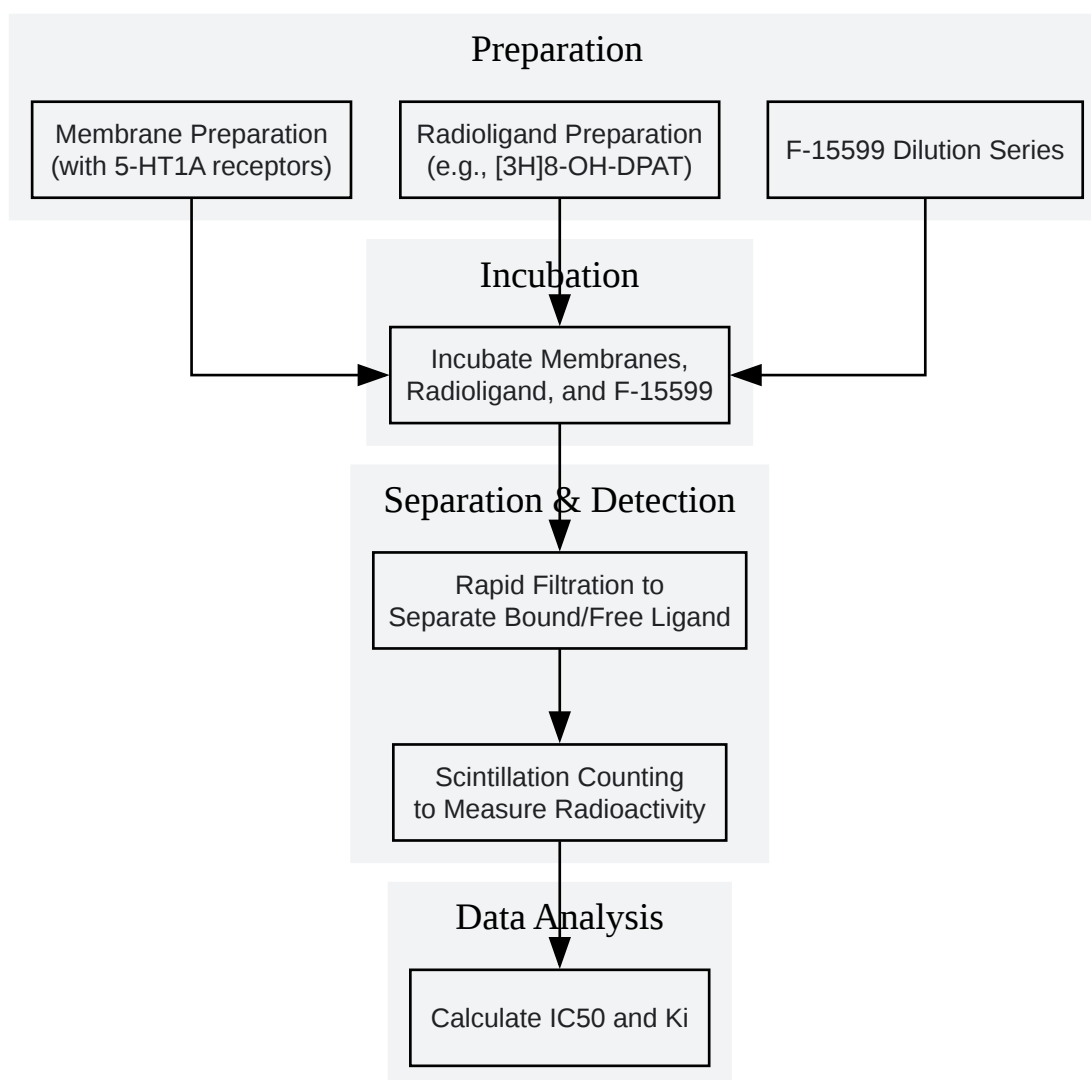 Preparation
Membrane Preparation
(with 5-HT1A receptors)
Radioligand Preparation
(e.g., [3H]8-OH-DPAT)
F-15599 Dilution Series
Incubation
Incubate Membranes,
Radioligand, and F-15599
Separation & Detection
Rapid Filtration to
Separate Bound/Free Ligand
Scintillation Counting
to Measure Radioactivity
Data Analysis
Calculate IC50 and Ki